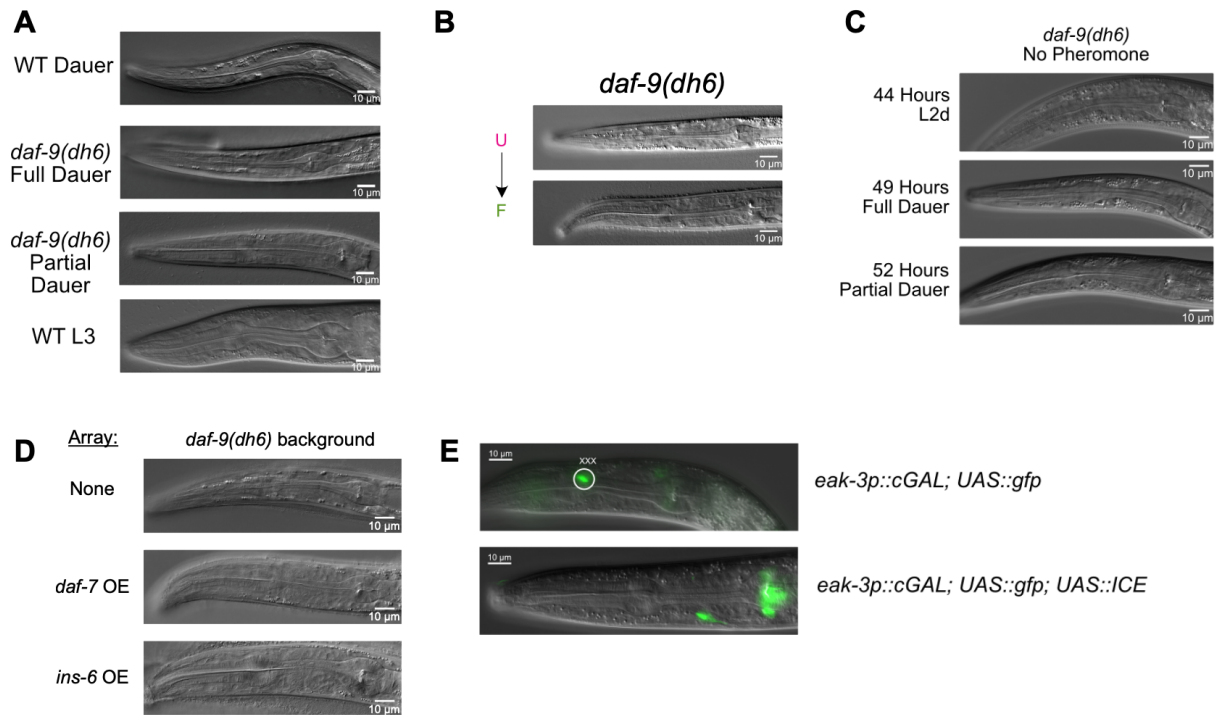 A
WT Dauer
10 µm
daf-9(dh6)
Full Dauer
10 µm
daf-9(dh6)
Partial
Dauer
10 µm
WT L3
10 µm
B
daf-9(dh6)
U
10 µm
F
10 µm
C
daf-9(dh6)
No Pheromone
44 Hours
L2d
10 µm
49 Hours
Full Dauer
10 µm
52 Hours
Partial Dauer
10 µm
D
Array:
daf-9(dh6) background
None
10 µm
daf-7 OE
10 µm
ins-6 OE
10 µm
E
10 µm
XXX
eak-3p::cGAL; UAS::gfp
10 µm
eak-3p::cGAL; UAS::gfp; UAS::ICE